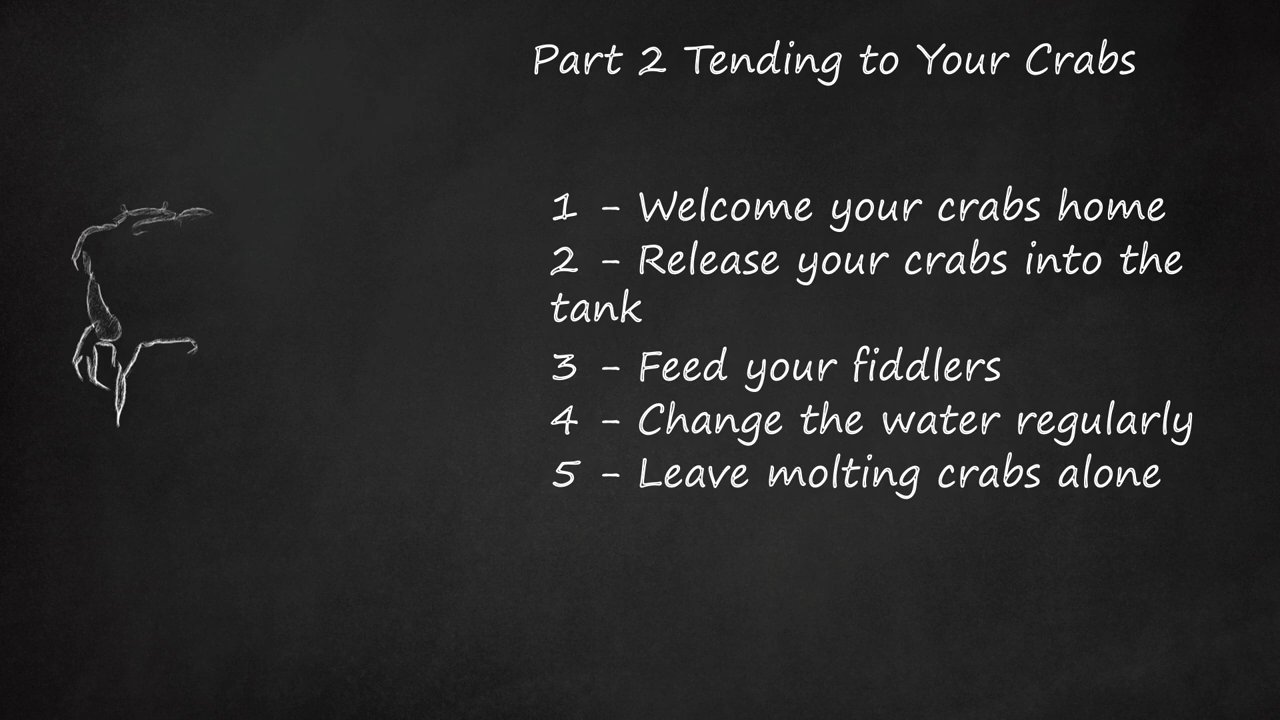 Part 2 Tending to Your Crabs
1 - Welcome your crabs home
2 - Release your crabs into the
tank
3 - Feed your fiddlers
4 - Change the water regularly
5 - Leave molting crabs alone